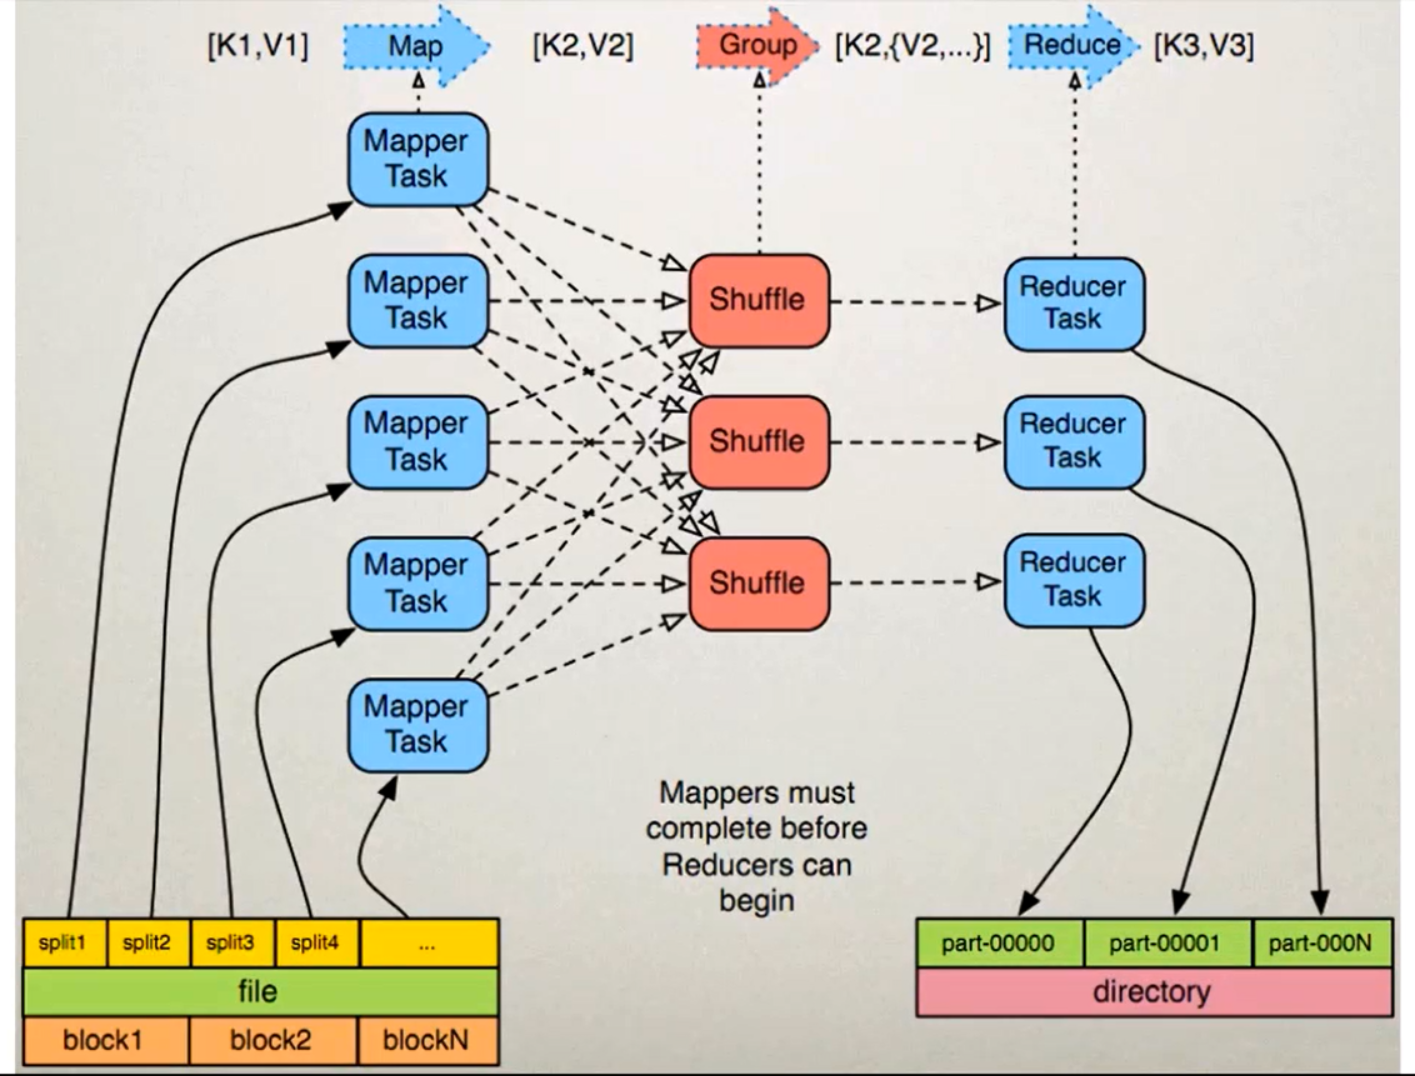 [K1,V1]
Map
[K2,V2]
Group
[K2,{V2,...}]
Reduce
[K3,V3]
Mapper
Task
Mapper
Task
Mapper
Task
Mapper
Task
Mapper
Task
Shuffle
Shuffle
Shuffle
Reducer
Task
Reducer
Task
Reducer
Task
Mappers must
complete before
Reducers can
begin
split1
split2
split3
split4
...
file
block1
block2
blockN
part-00000
part-00001
part-000N
directory